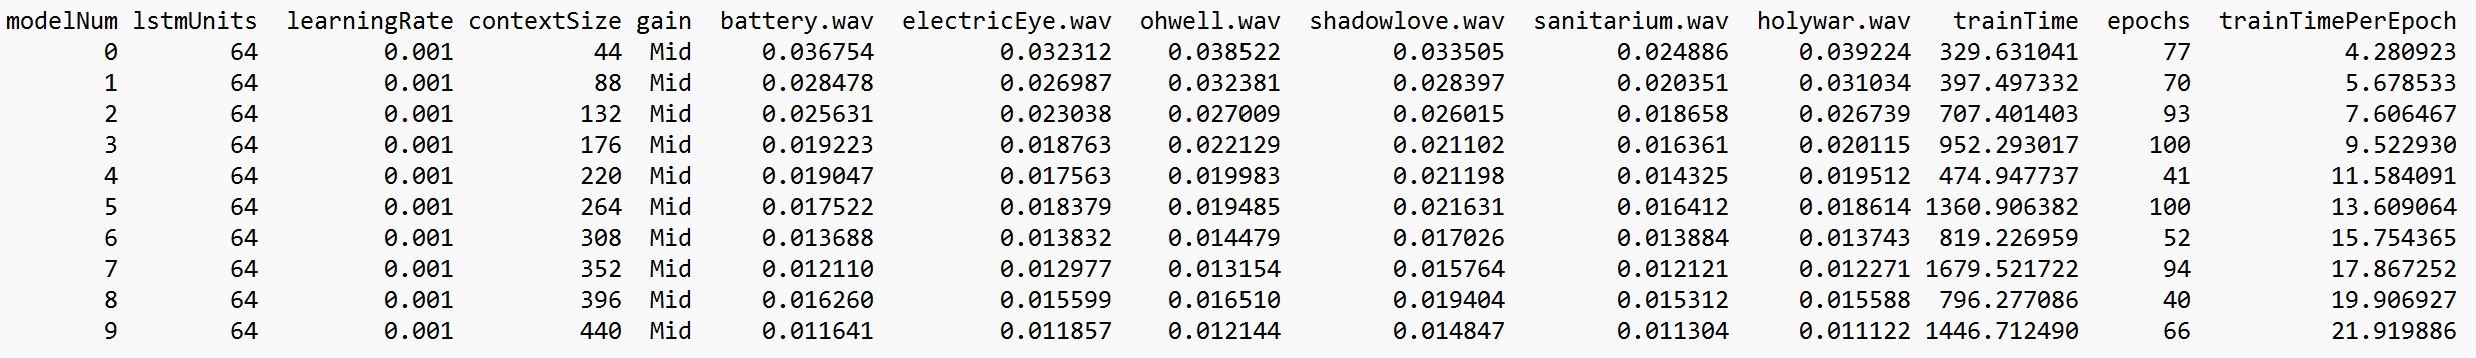 modelNum lstmUnits learningRate contextSize gain battery.wav electricEye.wav ohwell.wav shadowlove.wav sanitarium.wav holywar.wav trainTime epochs trainTimePerEpoch
0 64 0.001 44 Mid 0.036754 0.032312 0.038522 0.033505 0.024886 0.039224 329.631041 77 4.280923
1 64 0.001 88 Mid 0.028478 0.026987 0.032381 0.028397 0.020351 0.031034 397.497332 70 5.678533
2 64 0.001 132 Mid 0.025631 0.023038 0.027009 0.026015 0.018658 0.026739 707.401403 93 7.606467
3 64 0.001 176 Mid 0.019223 0.018763 0.022129 0.021102 0.016361 0.020115 952.293017 100 9.522930
4 64 0.001 220 Mid 0.019047 0.017563 0.019983 0.021198 0.014325 0.019512 474.947737 41 11.584091
5 64 0.001 264 Mid 0.017522 0.018379 0.019485 0.021631 0.016412 0.018614 1360.906382 100 13.609064
6 64 0.001 308 Mid 0.013688 0.013832 0.014479 0.017026 0.013884 0.013743 819.226959 52 15.754365
7 64 0.001 352 Mid 0.012110 0.012977 0.013154 0.015764 0.012121 0.012271 1679.521722 94 17.867252
8 64 0.001 396 Mid 0.016260 0.015599 0.016510 0.019404 0.015312 0.015588 796.277086 40 19.906927
9 64 0.001 440 Mid 0.011641 0.011857 0.012144 0.014847 0.011304 0.011122 1446.712490 66 21.919886